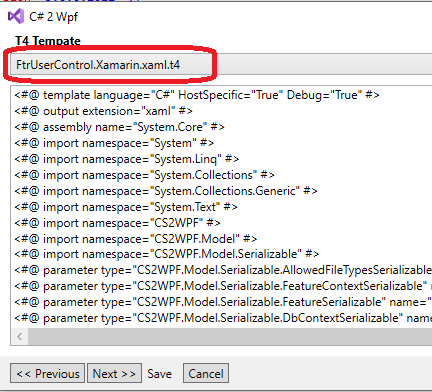 C# 2 Wpf
T4 Tempate
FtrUserControl.Xamarin.xaml.t4
<#@ template language="C#" HostSpecific="True" Debug="True" #>
<#@ output extension="xaml" #>
<#@ assembly name="System.Core" #>
<#@ import namespace="System" #>
<#@ import namespace="System.Linq" #>
<#@ import namespace="System.Collections" #>
<#@ import namespace="System.Collections.Generic" #>
<#@ import namespace="System.Text" #>
<#@ import namespace="CS2WPF" #>
<#@ import namespace="CS2WPF.Model" #>
<#@ import namespace="CS2WPF.Model.Serializable" #>
<#@ parameter type="CS2WPF.Model.Serializable.AllowedFileTypesSerializable
<#@ parameter type="CS2WPF.Model.Serializable.FeatureContextSerializable"
<#@ parameter type="CS2WPF.Model.Serializable.FeatureSerializable" name="
<#@ parameter type="CS2WPF.Model.Serializable.DbContextSerializable"
<< Previous Next >> Save Cancel